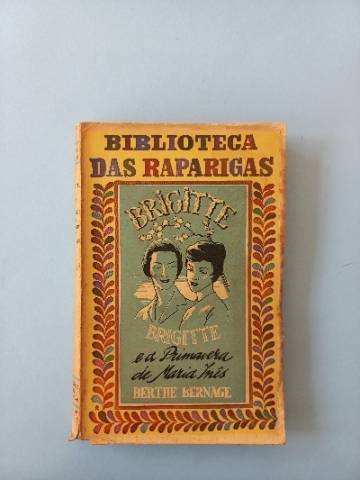 BIBLIOTECA
DAS RAPARIGAS
BRIGITTE
BRIGITTE
e a Primavera
de Maria Inês
BERTHE BERNAGE